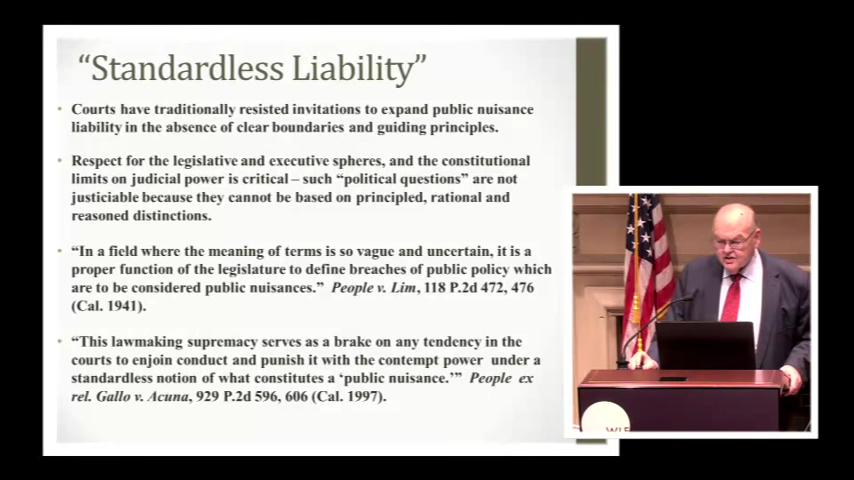 “Standardless Liability”
• Courts have traditionally resisted invitations to expand public nuisance
liability in the absence of clear boundaries and guiding principles.
• Respect for the legislative and executive spheres, and the constitutional
limits on judicial power is critical – such “political questions” are not
justiciable because they cannot be based on principled, rational and
reasoned distinctions.
• “In a field where the meaning of terms is so vague and uncertain, it is a
proper function of the legislature to define breaches of public policy which
are to be considered public nuisances.” People v. Lim, 118 P.2d 472, 476
(Cal. 1941).
• “This lawmaking supremacy serves as a brake on any tendency in the
courts to enjoin conduct and punish it with the contempt power under a
standardless notion of what constitutes a ‘public nuisance.’” People ex
rel. Gallo v. Acuna, 929 P.2d 596, 606 (Cal. 1997).